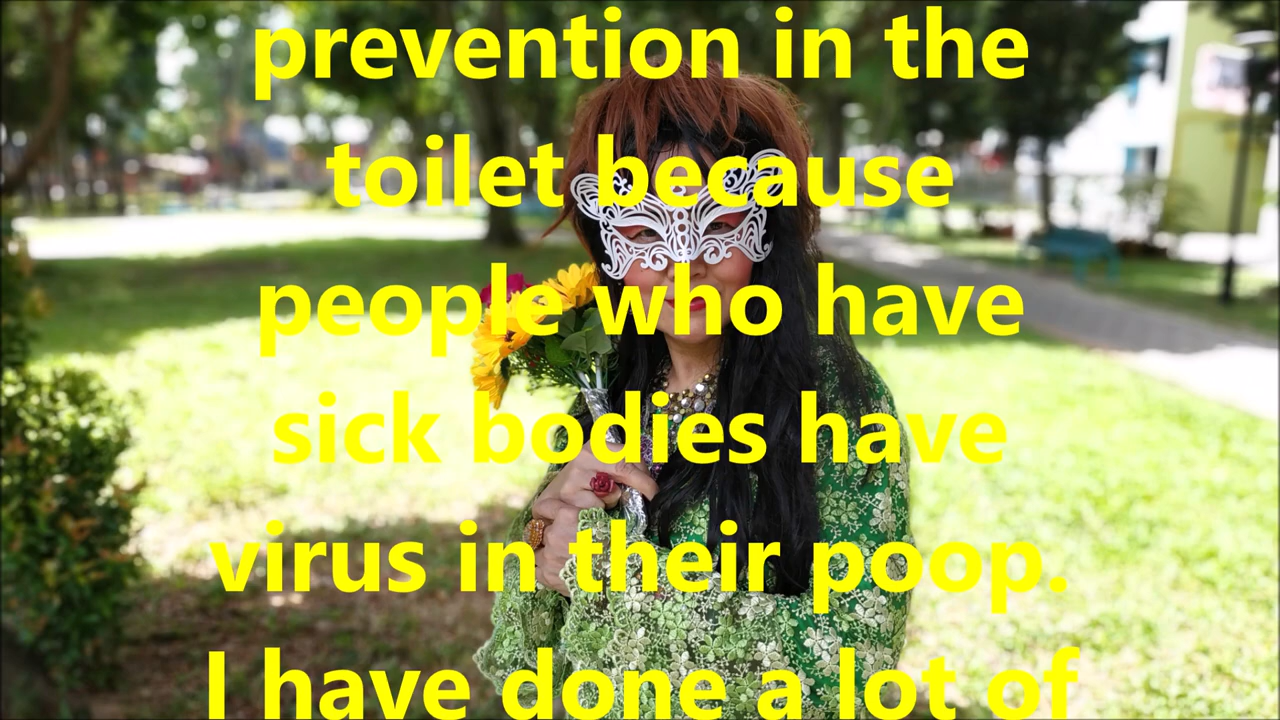 prevention in the
toilet because
people who have
sick bodies have
virus in their poop.
I have done a lot of